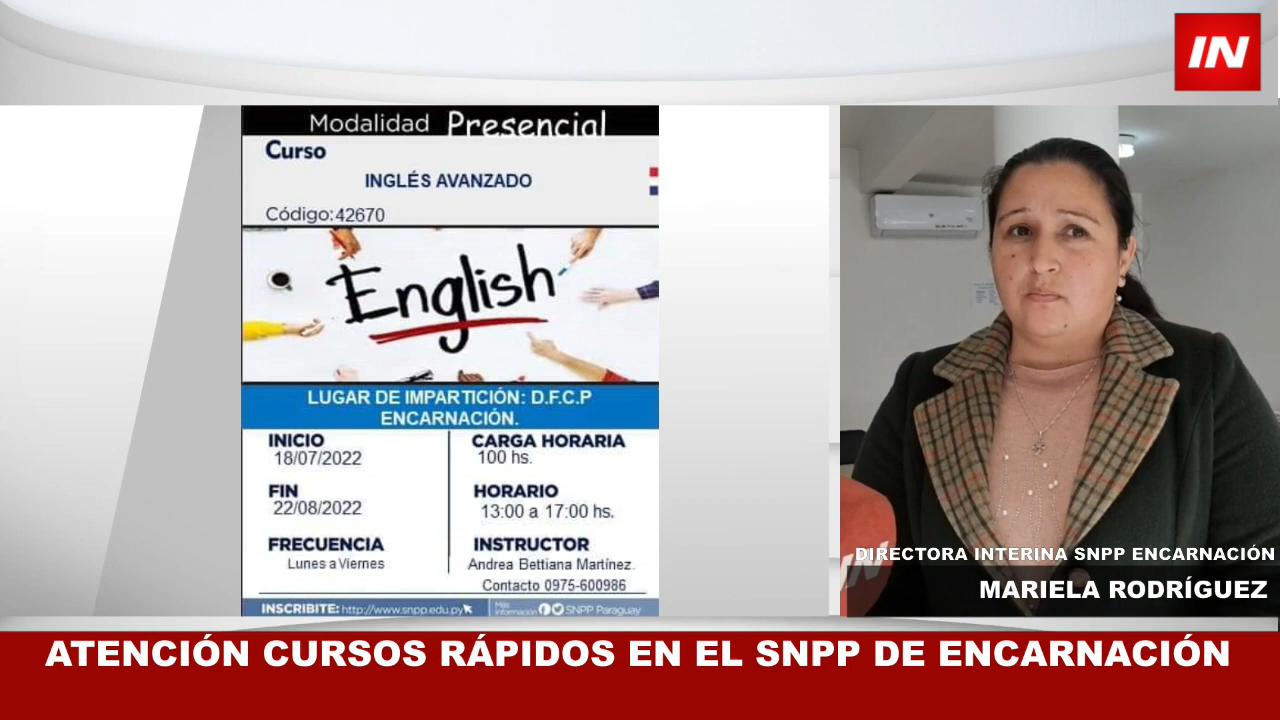 IN
Modalidad Presencial
Curso
INGLÉS AVANZADO
Código:42670
English
LUGAR DE IMPARTICIÓN: D.F.C.P
ENCARNACIÓN.
INICIO
18/07/2022
FIN
22/08/2022
FRECUENCIA
Lunes a Viernes
CARGA HORARIA
100 hs.
HORARIO
13:00 a 17:00 hs.
INSTRUCTOR
Andrea Bettiana Martínez.
Contacto 0975-600986
INSCRIBITE: http://www.snpp.edu.py
Más
información
SNPP Paraguay
IN
DIRECTORA INTERINA SNPP ENCARNACIÓN
MARIELA RODRÍGUEZ
ATENCIÓN CURSOS RÁPIDOS EN EL SNPP DE ENCARNACIÓN